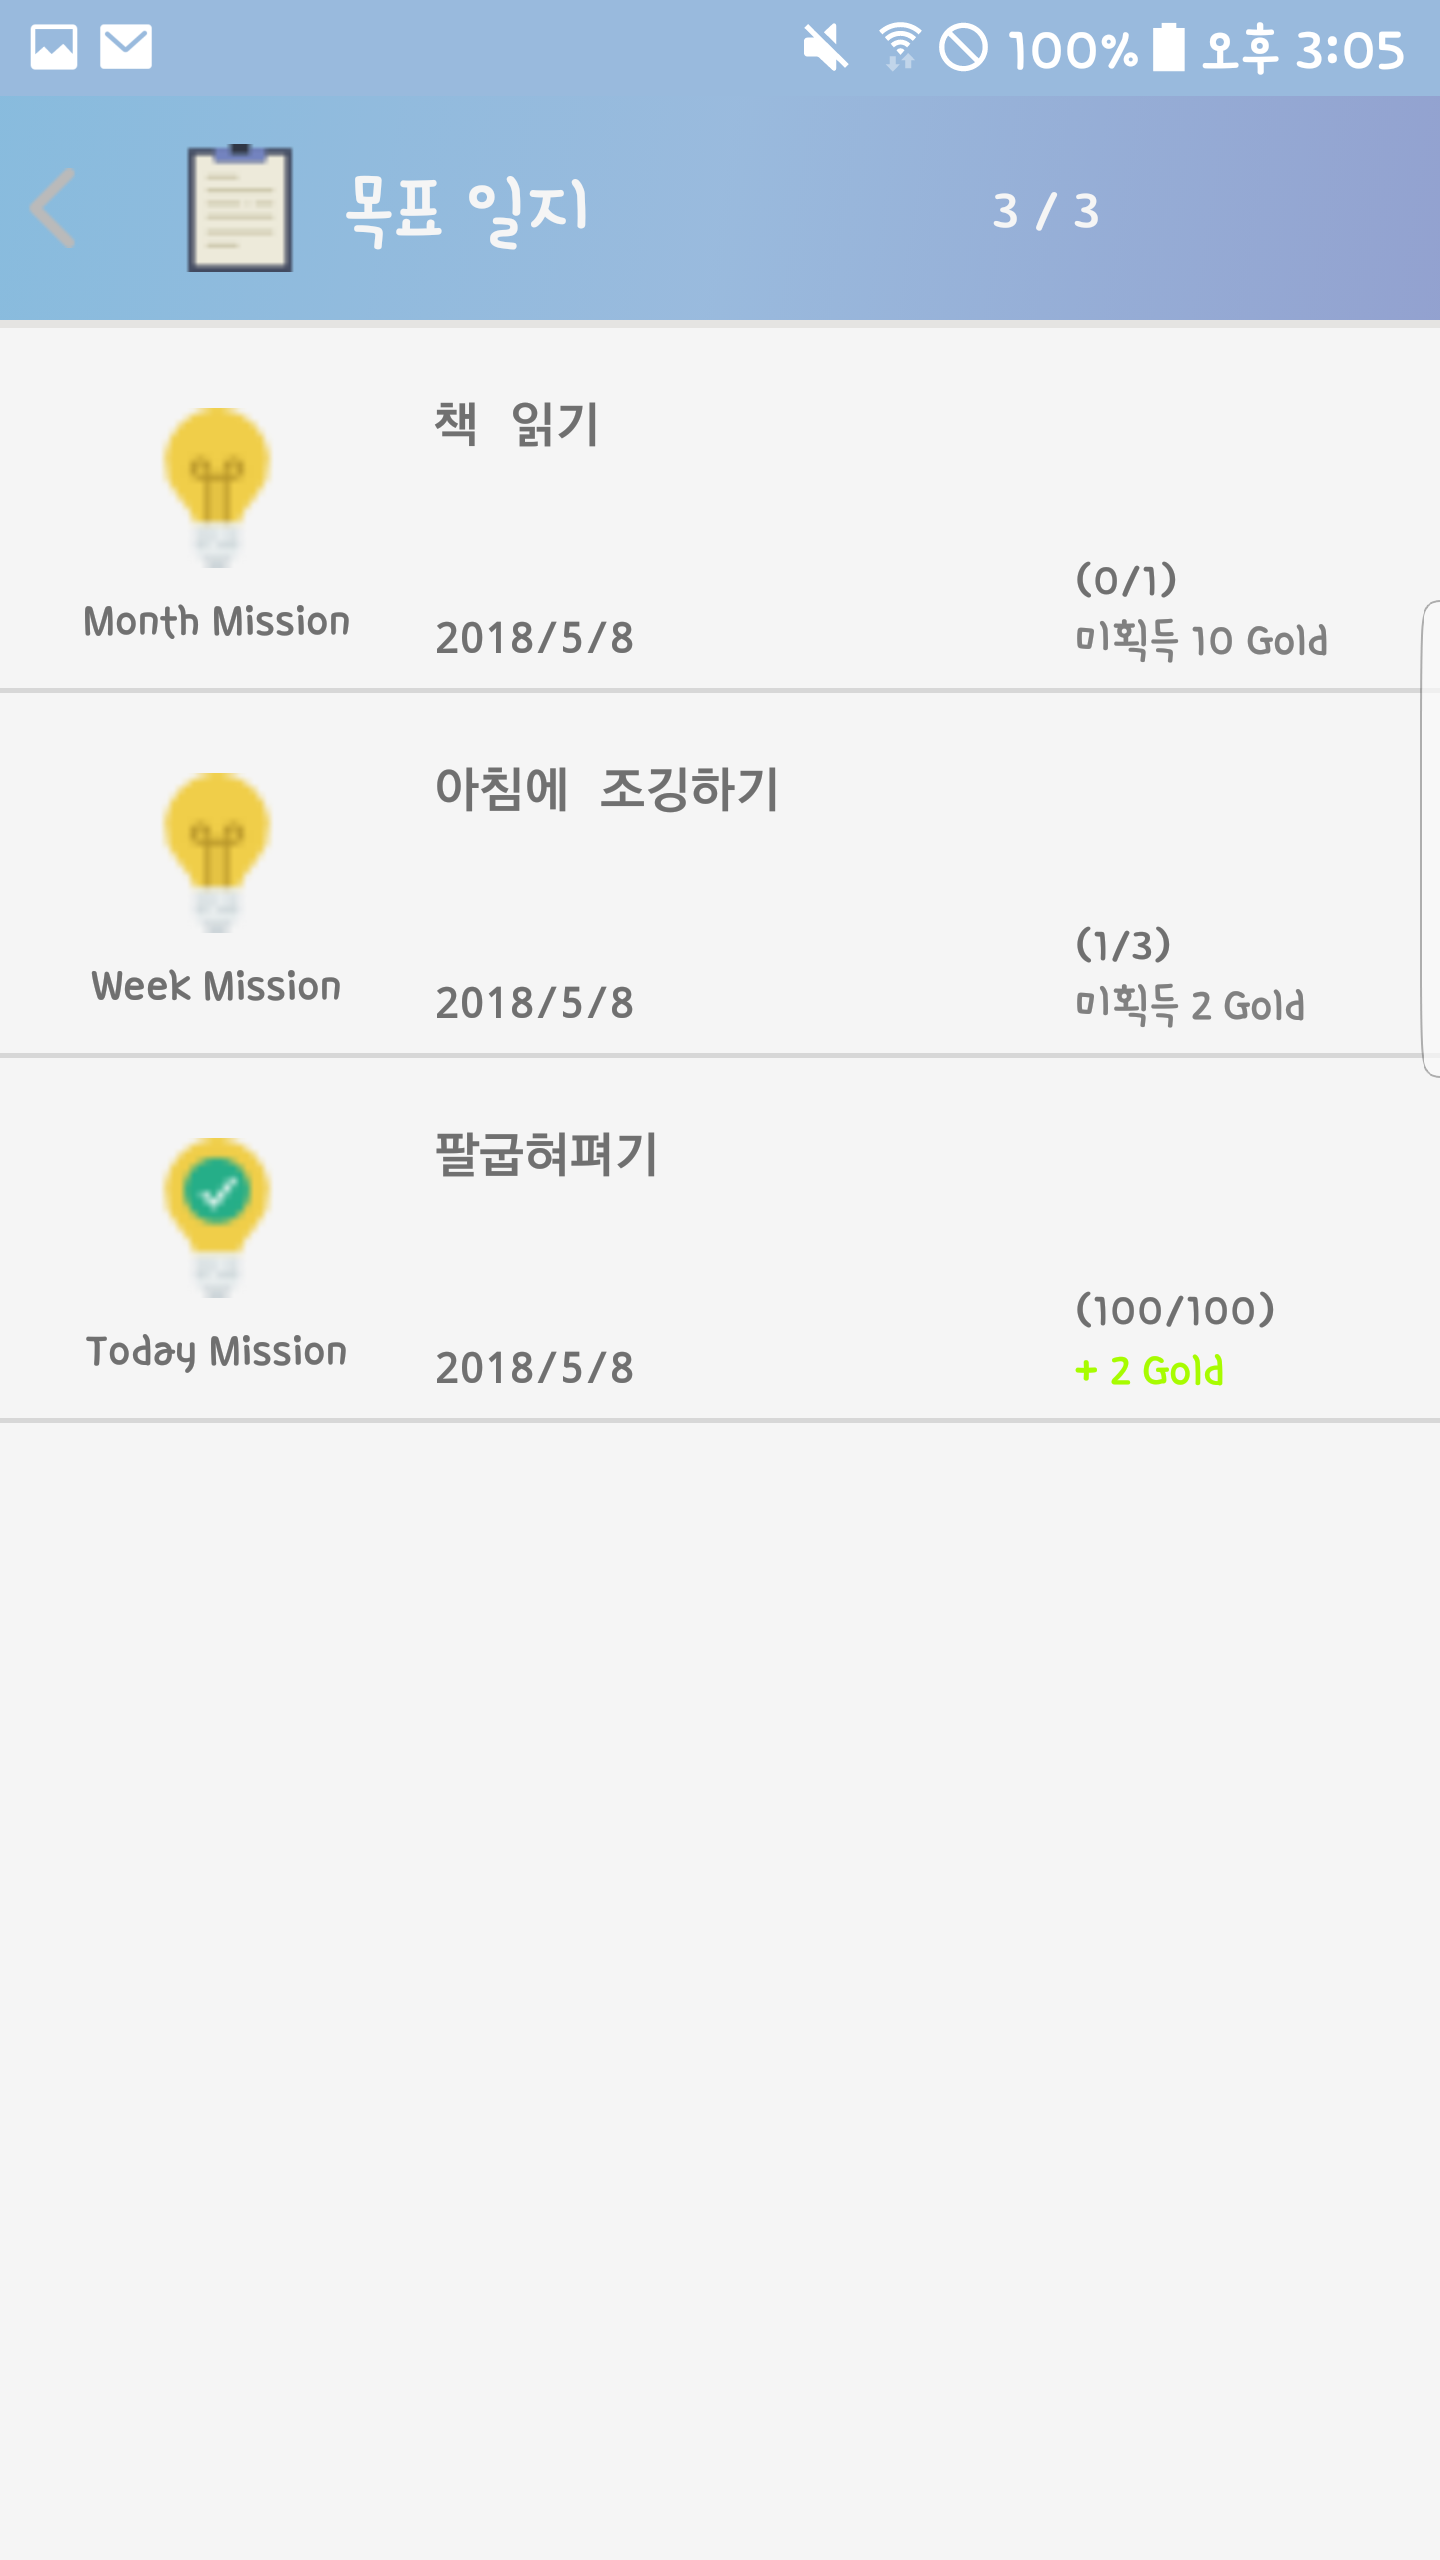 100% 오후 3:05
목표 일지 3 / 3
책 읽기
(0/1)
Month Mission 2018/5/8 미획득 10 Gold
아침에 조깅하기
(1/3)
Week Mission 2018/5/8 미획득 2 Gold
팔굽혀펴기
(100/100)
Today Mission 2018/5/8 + 2 Gold